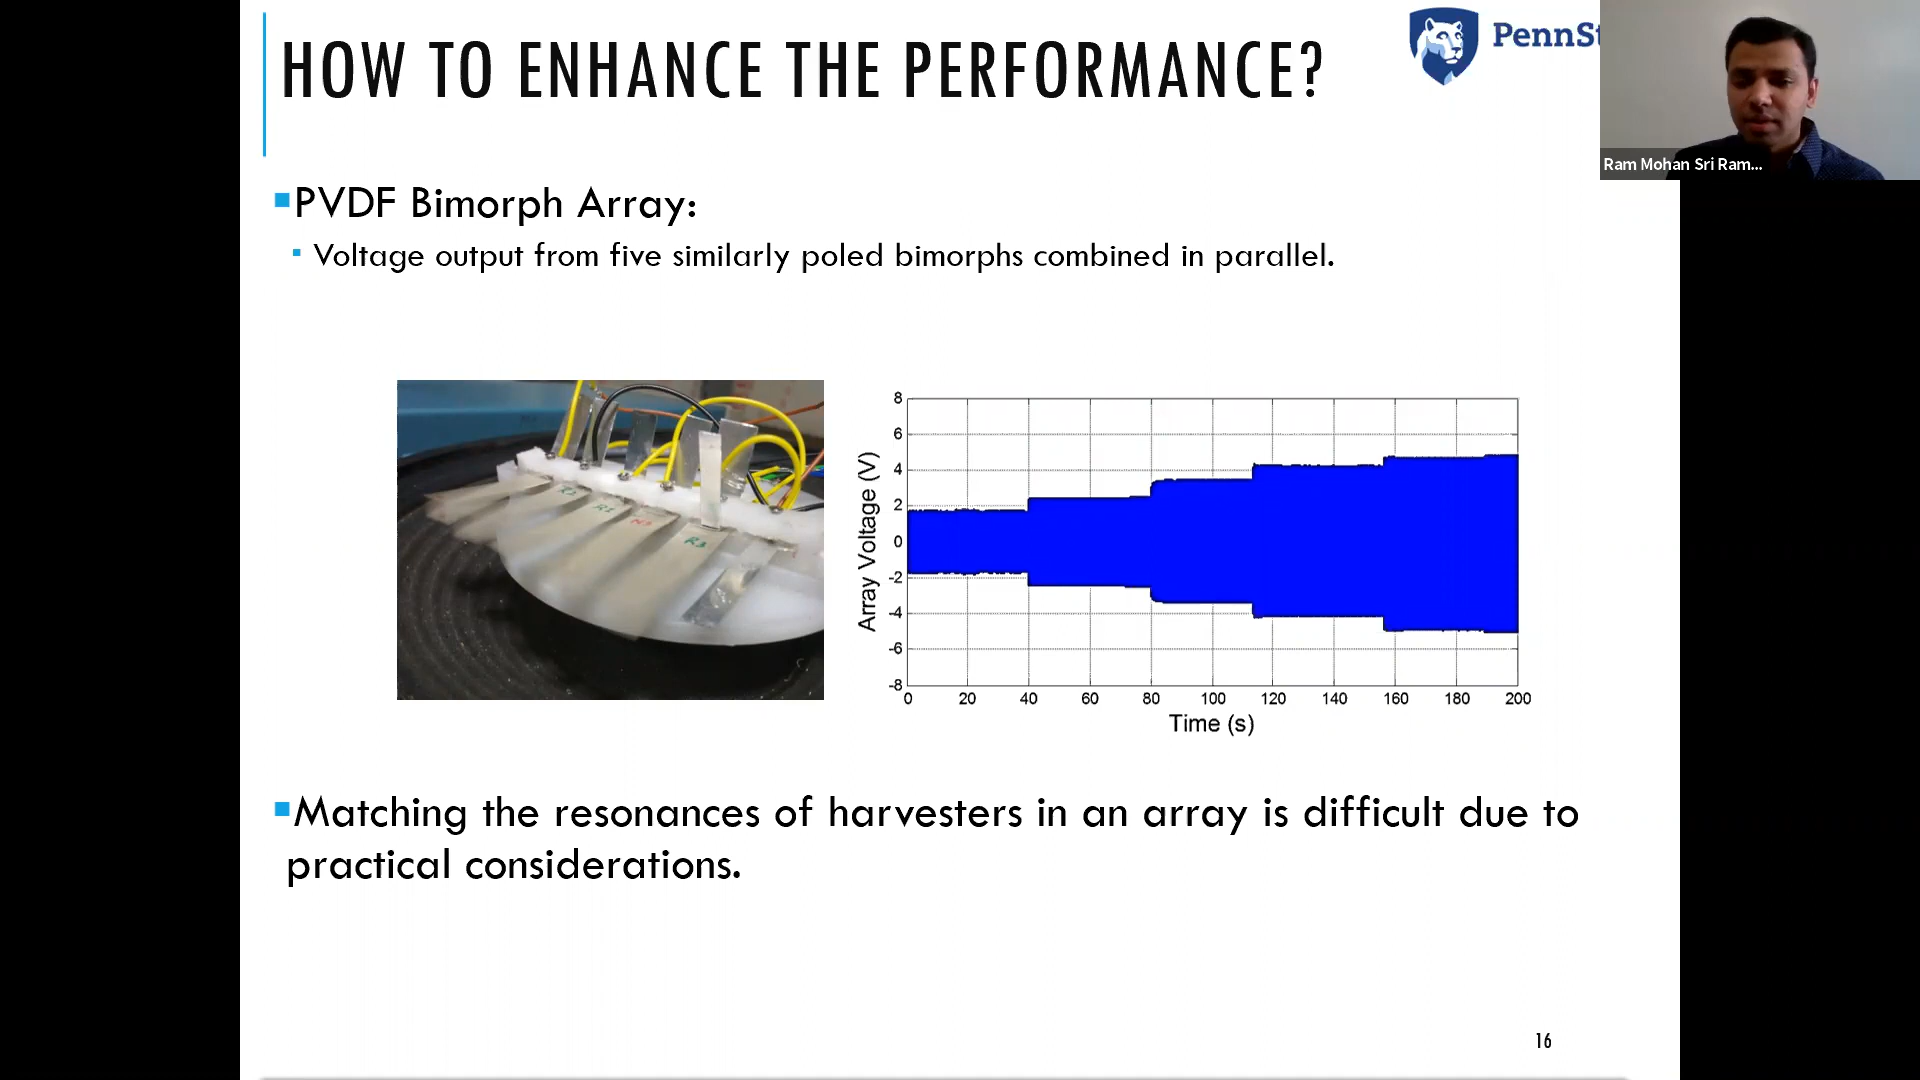 HOW TO ENHANCE THE PERFORMANCE?
PennSt
Ram Mohan Sri Ram...
▪PVDF Bimorph Array:
▪ Voltage output from five similarly poled bimorphs combined in parallel.
R2
N3
R3
Array Voltage (V)
8
6
4
2
0
-2
-4
-6
-8
0 20 40 60 80 100 120 140 160 180 200
Time (s)
▪Matching the resonances of harvesters in an array is difficult due to
practical considerations.
16